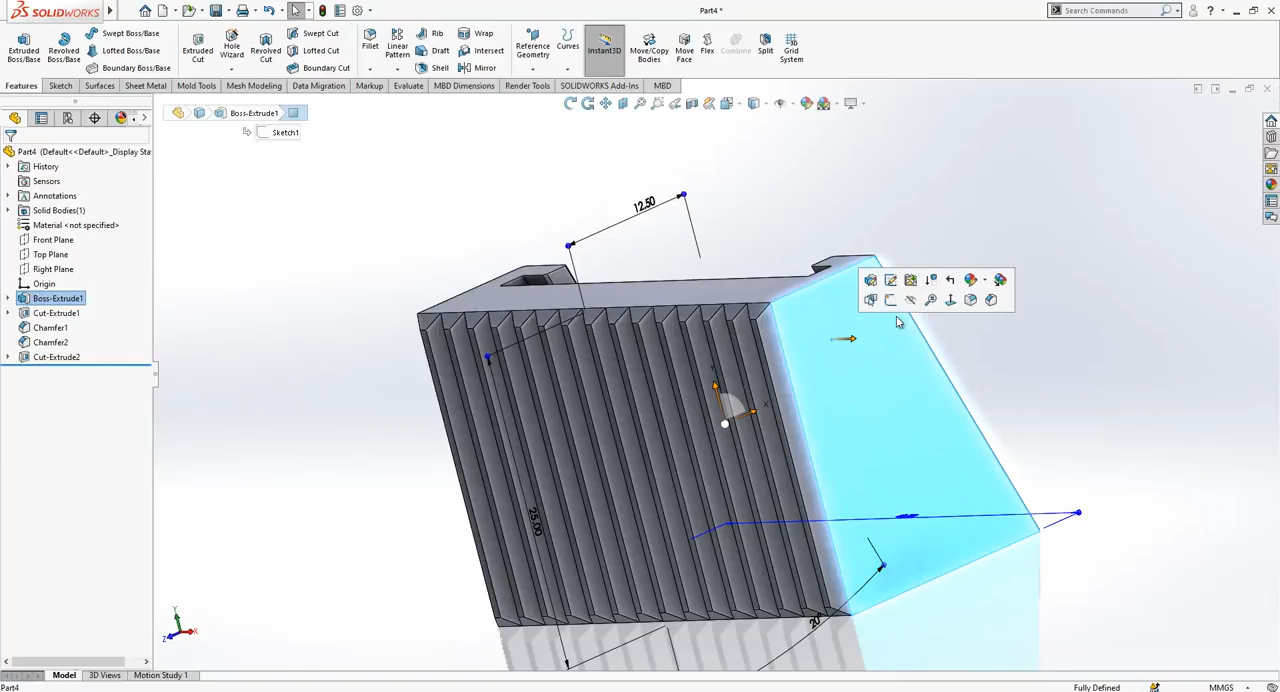 SOLIDWORKS
Part4 *
Search Commands
Extruded Boss/Base
Revolved Boss/Base
Swept Boss/Base
Lofted Boss/Base
Boundary Boss/Base
Extruded Cut
Hole Wizard
Revolved Cut
Swept Cut
Lofted Cut
Boundary Cut
Fillet
Linear Pattern
Rib
Draft
Shell
Wrap
Intersect
Mirror
Reference Geometry
Curves
Instant3D
Move/Copy Bodies
Move Face
Flex
Combine
Split
Grid System
Features
Sketch
Surfaces
Sheet Metal
Mold Tools
Mesh Modeling
Data Migration
Markup
Evaluate
MBD Dimensions
Render Tools
SOLIDWORKS Add-Ins
MBD
Boss-Extrude1
Sketch1
Part4 (Default<<Default>_Display Sta
History
Sensors
Annotations
Solid Bodies(1)
Material <not specified>
Front Plane
Top Plane
Right Plane
Origin
Boss-Extrude1
Cut-Extrude1
Chamfer1
Chamfer2
Cut-Extrude2
12.50
25.00
20°
Y
X
Y
X
Z
Model
3D Views
Motion Study 1
Part4
Fully Defined
MMGS